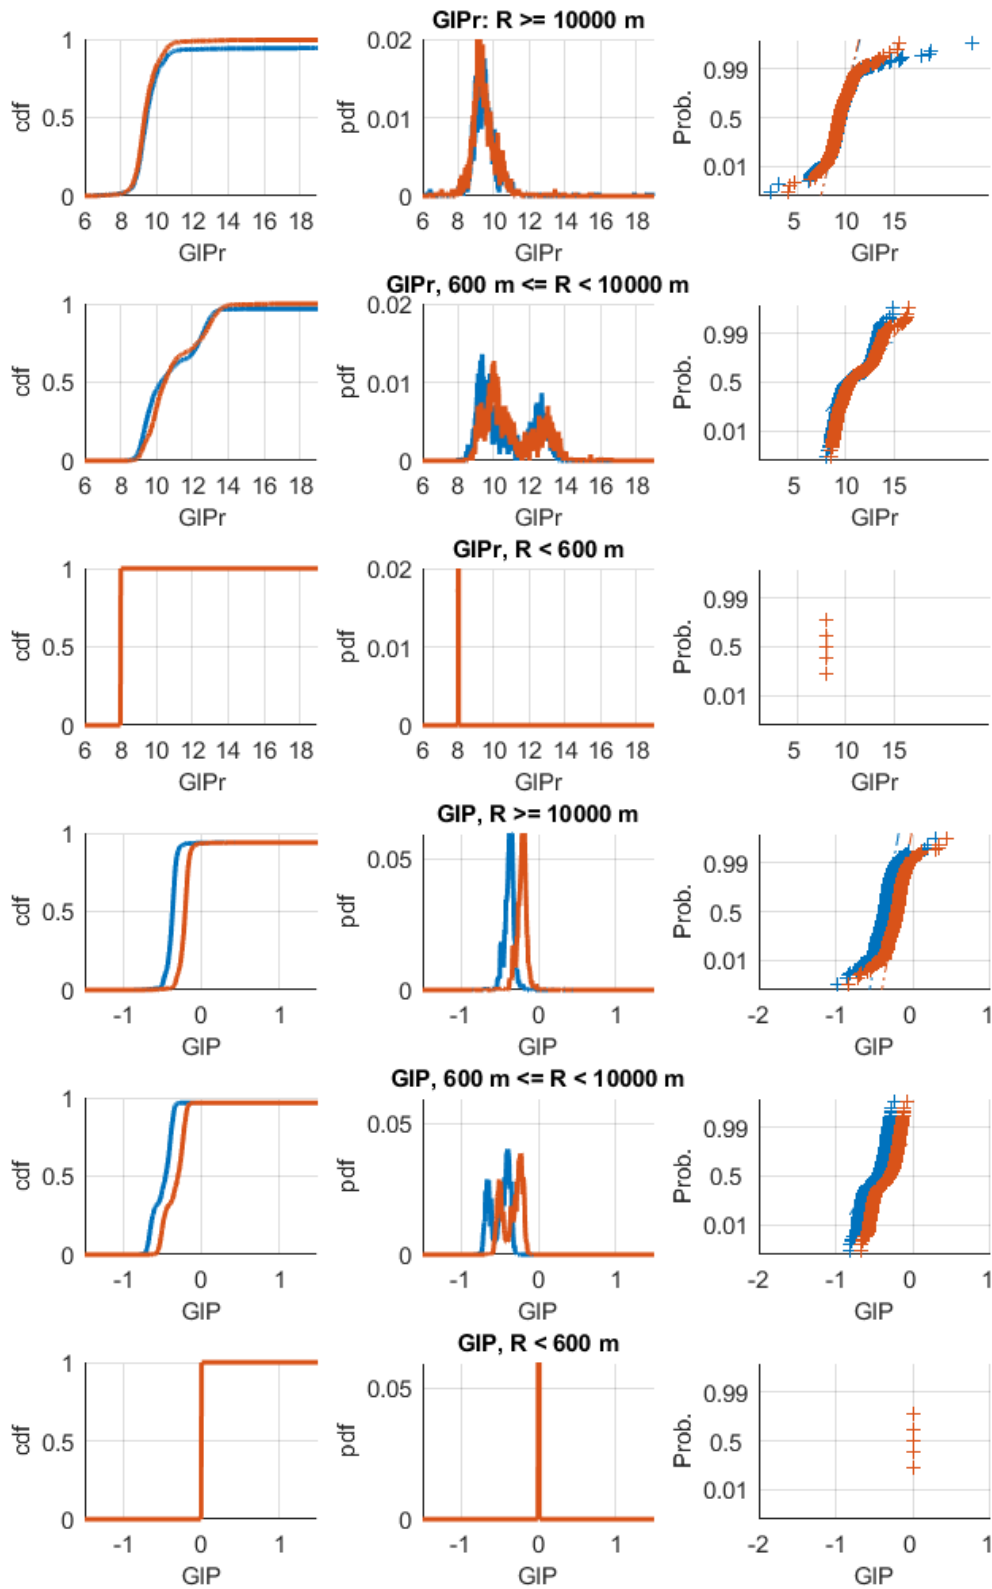 GIPr: R >= 10000 m
1
0.5
0
cdf
6 8 10 12 14 16 18
GIPr
0.02
0.01
0
pdf
6 8 10 12 14 16 18
GIPr
0.99
0.5
0.01
Prob.
5 10 15
GIPr
GIPr, 600 m <= R < 10000 m
1
0.5
0
cdf
6 8 10 12 14 16 18
GIPr
0.02
0.01
0
pdf
6 8 10 12 14 16 18
GIPr
0.99
0.5
0.01
Prob.
5 10 15
GIPr
GIPr, R < 600 m
1
0.5
0
cdf
6 8 10 12 14 16 18
GIPr
0.02
0.01
0
pdf
6 8 10 12 14 16 18
GIPr
0.99
0.5
0.01
Prob.
5 10 15
GIPr
GIP, R >= 10000 m
1
0.5
0
cdf
-1 0 1
GIP
0.05
0
pdf
-1 0 1
GIP
0.99
0.5
0.01
Prob.
-2 -1 0 1
GIP
GIP, 600 m <= R < 10000 m
1
0.5
0
cdf
-1 0 1
GIP
0.05
0
pdf
-1 0 1
GIP
0.99
0.5
0.01
Prob.
-2 -1 0 1
GIP
GIP, R < 600 m
1
0.5
0
cdf
-1 0 1
GIP
0.05
0
pdf
-1 0 1
GIP
0.99
0.5
0.01
Prob.
-2 -1 0 1
GIP